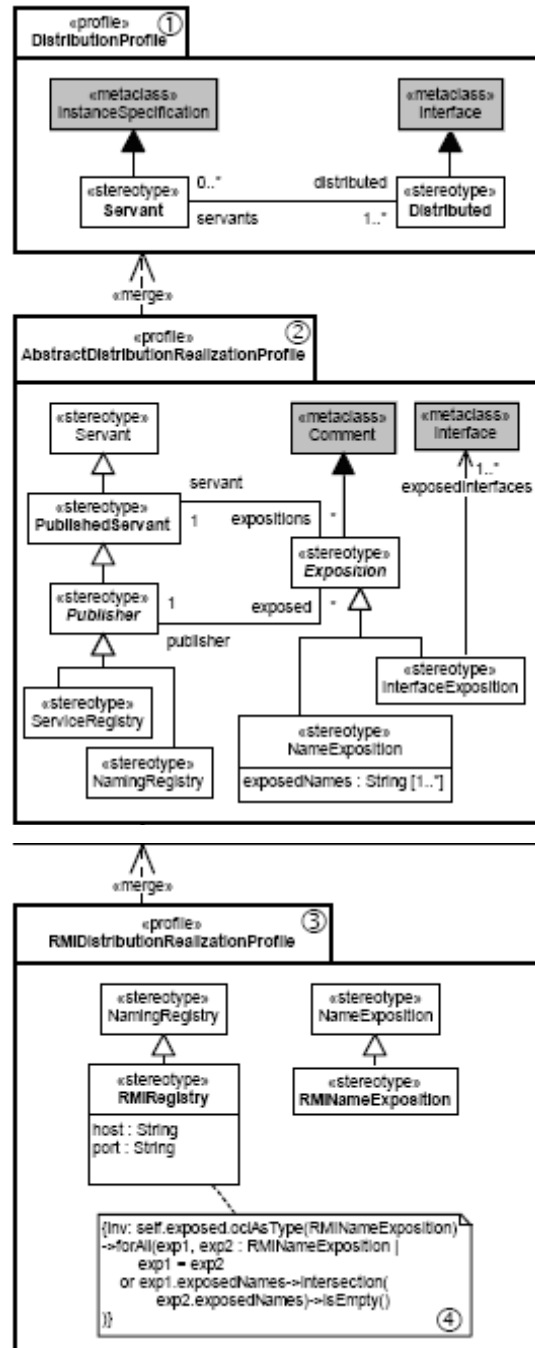 «profile» ①
DistributionProfile
«metaclass»
InstanceSpecification
«metaclass»
Interface
«stereotype»
Servant
0..*
servants
distributed
1..*
«stereotype»
Distributed
«merge»
«profile» ②
AbstractDistributionRealizationProfile
«stereotype»
Servant
«metaclass»
Comment
«metaclass»
Interface
1..*
exposedInterfaces
servant
1
expositions
*
«stereotype»
PublishedServant
«stereotype»
Exposition
«stereotype»
Publisher
1
publisher
exposed
*
«stereotype»
InterfaceExposition
«stereotype»
ServiceRegistry
«stereotype»
NamingRegistry
«stereotype»
NameExposition
exposedNames : String [1..*]
«merge»
«profile» ③
RMIDistributionRealizationProfile
«stereotype»
NamingRegistry
«stereotype»
NameExposition
«stereotype»
RMIRegistry
host : String
port : String
«stereotype»
RMINameExposition
{Inv: self.exposed.oclAsType(RMINameExposition)
->forAll(exp1, exp2 : RMINameExposition |
exp1 = exp2
or exp1.exposedNames->Intersection(
exp2.exposedNames)->isEmpty()
)} ④